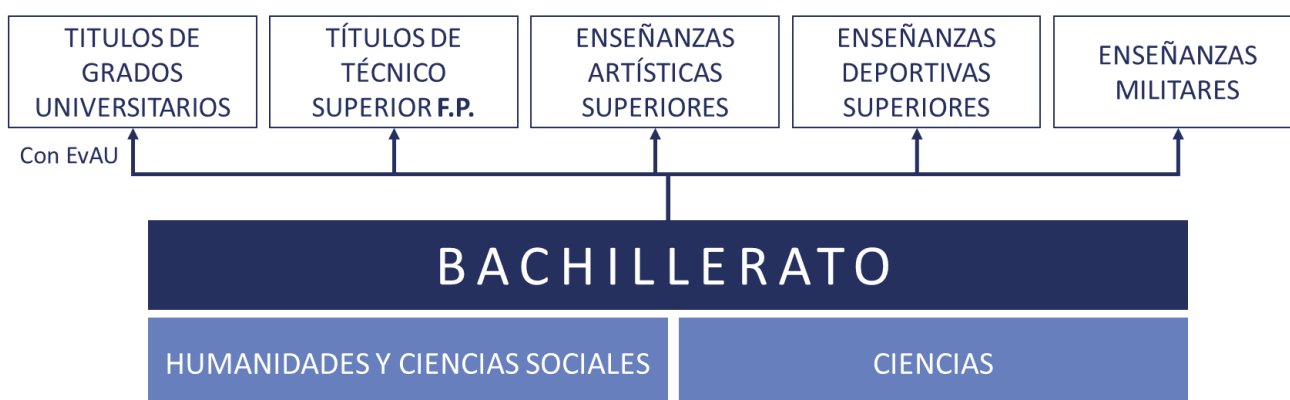 TITULOS DE
GRADOS
UNIVERSITARIOS
TÍTULOS DE
TÉCNICO
SUPERIOR F.P.
ENSEÑANZAS
ARTÍSTICAS
SUPERIORES
ENSEÑANZAS
DEPORTIVAS
SUPERIORES
ENSEÑANZAS
MILITARES
Con EvAU
BACHILLERATO
HUMANIDADES Y CIENCIAS SOCIALES
CIENCIAS